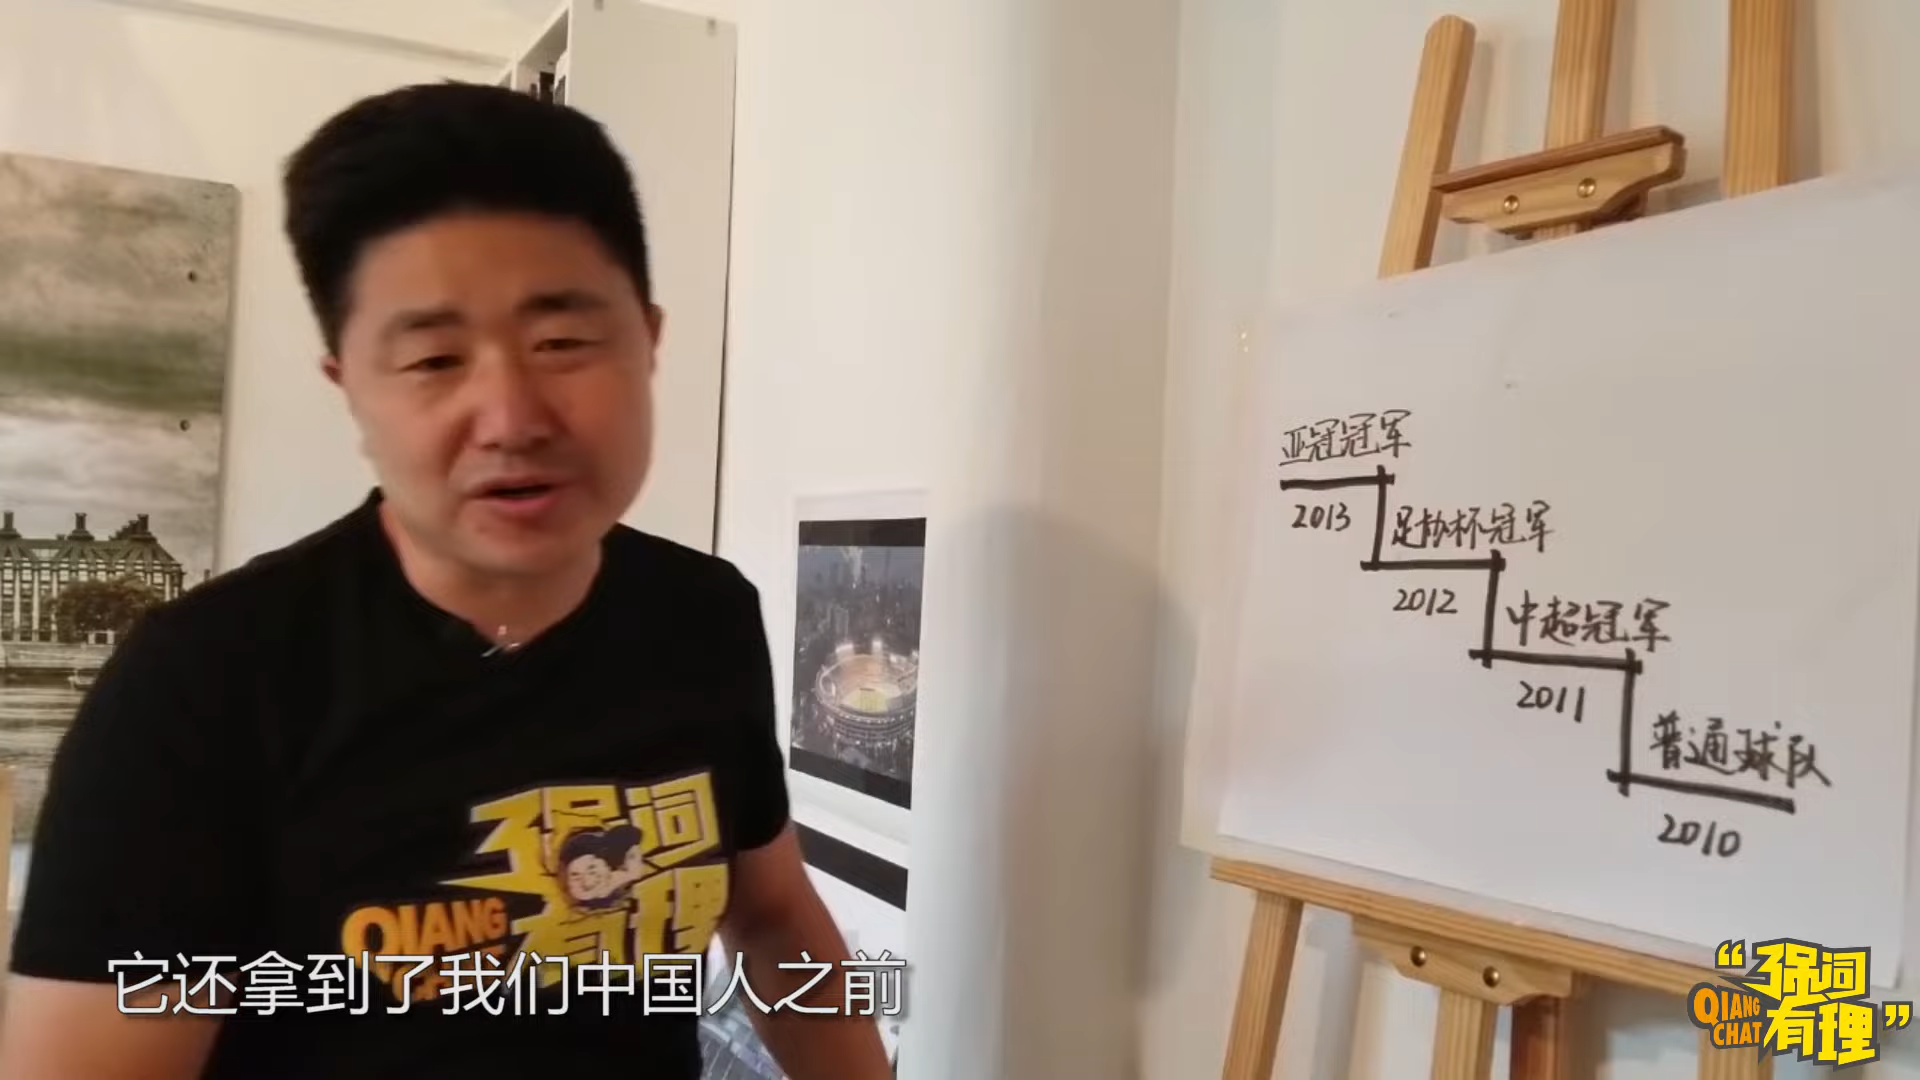 亚冠冠军
2013
足协杯冠军
2012
中超冠军
2011
普通球队
2010
强词
有理
QIANG
它还拿到了我们中国人之前
“强词
有理”
QIANG
CHAT